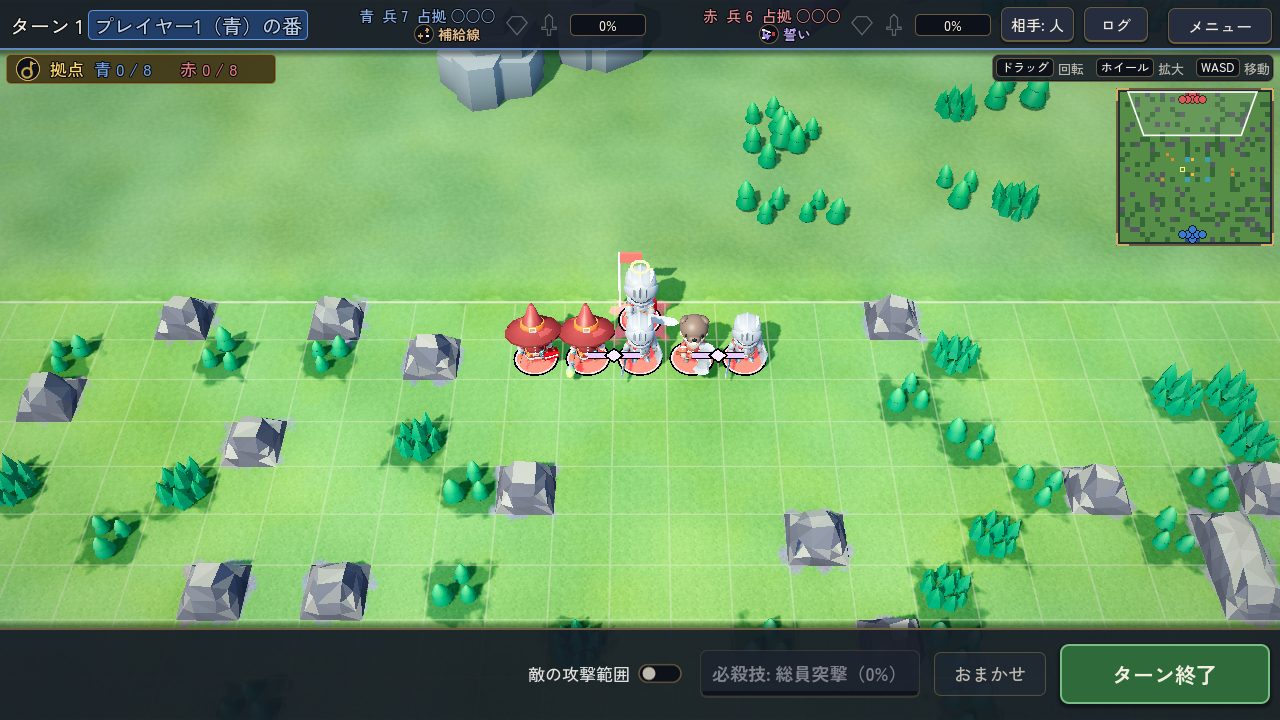 ターン 1 プレイヤー1（青）の番
青 兵 7 占拠 〇〇〇
補給線
0%
赤 兵 6 占拠 〇〇〇
誓い
0%
相手: 人
ログ
メニュー
拠点 青 0 / 8 赤 0 / 8
ドラッグ 回転 ホイール 拡大 WASD 移動
敵の攻撃範囲
必殺技: 総員突撃（0%）
おまかせ
ターン終了